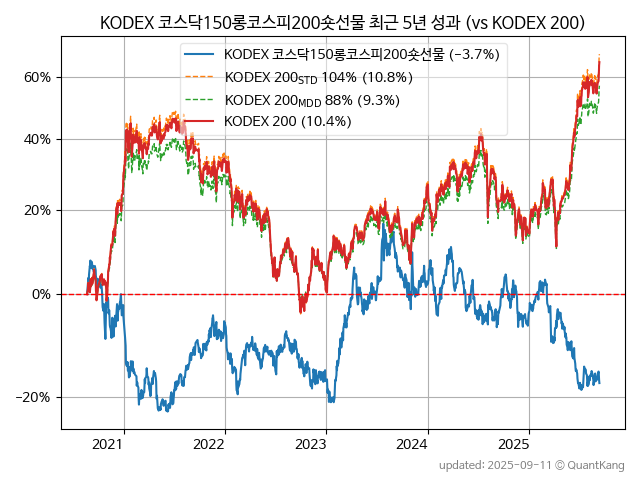 KODEX 코스닥150롱코스피200숏선물 최근 5년 성과 (vs KODEX 200)
KODEX 코스닥150롱코스피200숏선물 (−3.7%)
KODEX 200STD 104% (10.8%)
KODEX 200MDD 88% (9.3%)
KODEX 200 (10.4%)
60%
40%
20%
0%
−20%
2021
2022
2023
2024
2025
updated: 2025-09-11 © QuantKang